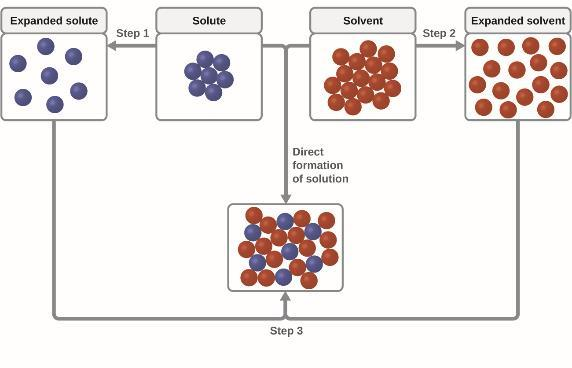 Expanded solute
Step 1
Solute
Solvent
Step 2
Expanded solvent
Direct
formation
of solution
Step 3